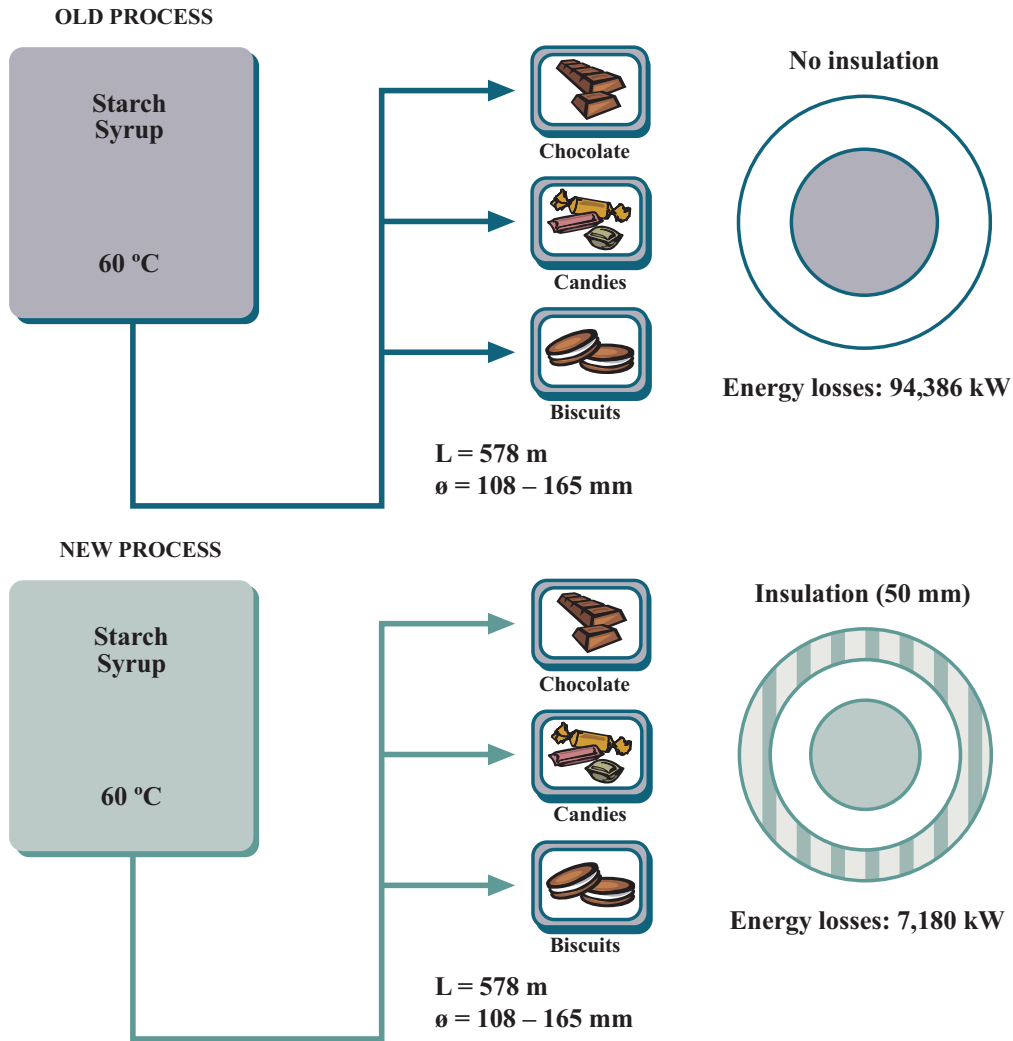 OLD PROCESS
Starch
Syrup
60 ºC
Chocolate
Candies
Biscuits
L = 578 m
ø = 108 – 165 mm
No insulation
Energy losses: 94,386 kW
NEW PROCESS
Starch
Syrup
60 ºC
Chocolate
Candies
Biscuits
L = 578 m
ø = 108 – 165 mm
Insulation (50 mm)
Energy losses: 7,180 kW